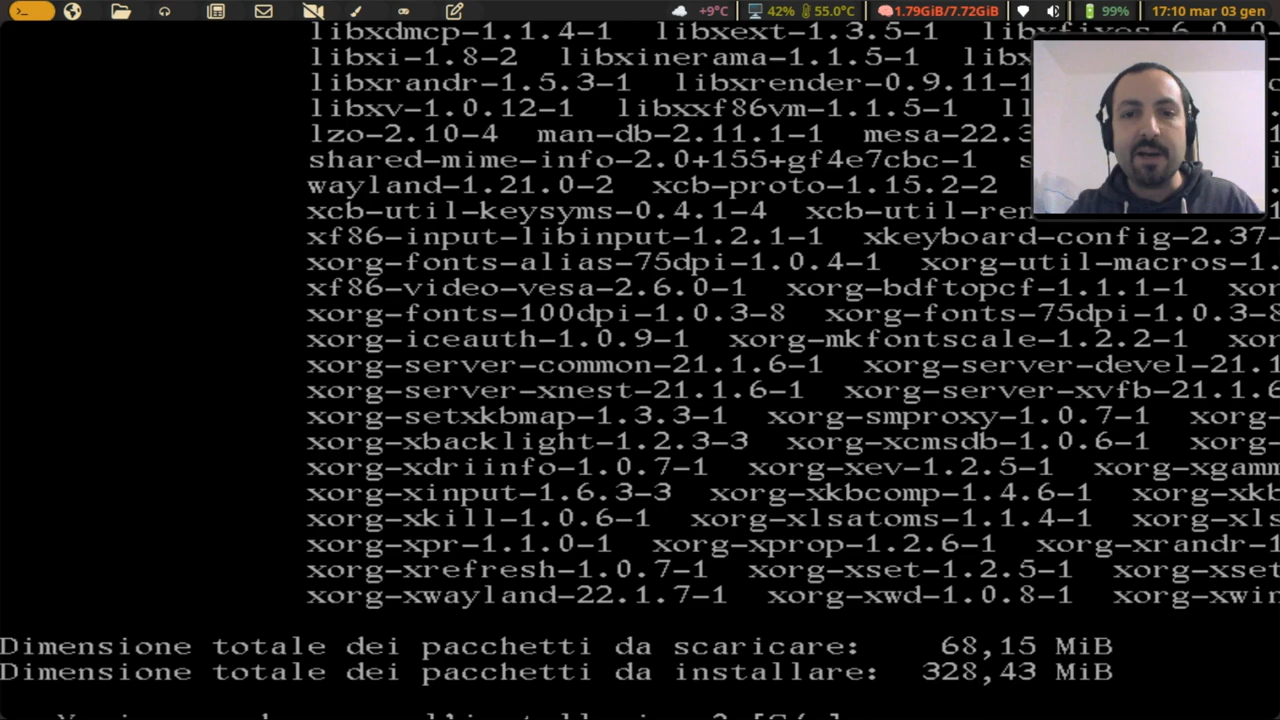 +9°C 42% 55.0°C 1.79GiB/7.72GiB 99% 17:10 mar 03 gen
libxdmcp-1.1.4-1 libxext-1.3.5-1
libxi-1.8-2 libxinerama-1.1.5-1
libxrandr-1.5.3-1 libxrender-0.9.11-1
libxv-1.0.12-1 libxxf86vm-1.1.5-1
lzo-2.10-4 man-db-2.11.1-1 mesa-22.3
shared-mime-info-2.0+155+gf4e7cbc-1
wayland-1.21.0-2 xcb-proto-1.15.2-2
xcb-util-keysyms-0.4.1-4 xcb-util-ren
xf86-input-libinput-1.2.1-1 xkeyboard-config-2.37-
xorg-fonts-alias-75dpi-1.0.4-1 xorg-util-macros-1.
xf86-video-vesa-2.6.0-1 xorg-bdftopcf-1.1.1-1 xor
xorg-fonts-100dpi-1.0.3-8 xorg-fonts-75dpi-1.0.3-8
xorg-iceauth-1.0.9-1 xorg-mkfontscale-1.2.2-1 xor
xorg-server-common-21.1.6-1 xorg-server-devel-21.1
xorg-server-xnest-21.1.6-1 xorg-server-xvfb-21.1.6
xorg-setxkbmap-1.3.3-1 xorg-smproxy-1.0.7-1 xorg-
xorg-xbacklight-1.2.3-3 xorg-xcmsdb-1.0.6-1 xorg-
xorg-xdriinfo-1.0.7-1 xorg-xev-1.2.5-1 xorg-xgamm
xorg-xinput-1.6.3-3 xorg-xkbcomp-1.4.6-1 xorg-xkb
xorg-xkill-1.0.6-1 xorg-xlsatoms-1.1.4-1 xorg-xls
xorg-xpr-1.1.0-1 xorg-xprop-1.2.6-1 xorg-xrandr-1
xorg-xrefresh-1.0.7-1 xorg-xset-1.2.5-1 xorg-xset
xorg-xwayland-22.1.7-1 xorg-xwd-1.0.8-1 xorg-xwin
Dimensione totale dei pacchetti da scaricare: 68,15 MiB
Dimensione totale dei pacchetti da installare: 328,43 MiB